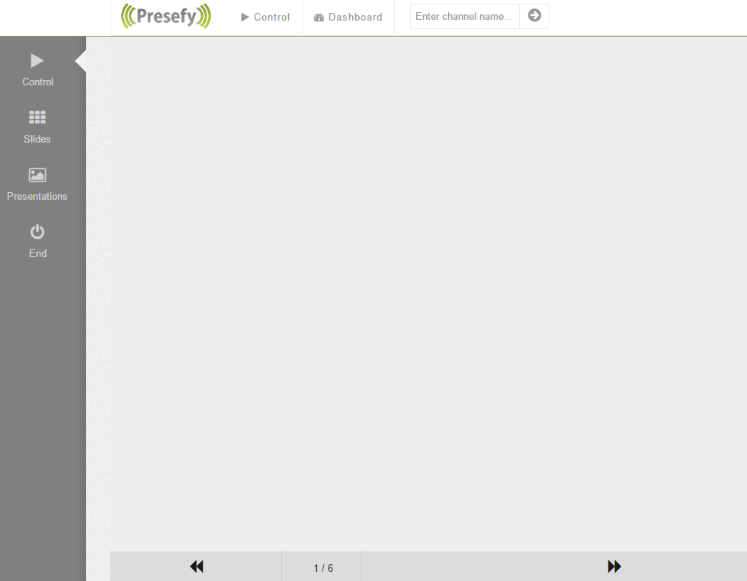 Presefy
Control
Dashboard
Enter channel name...
Control
Slides
Presentations
End
1 / 6